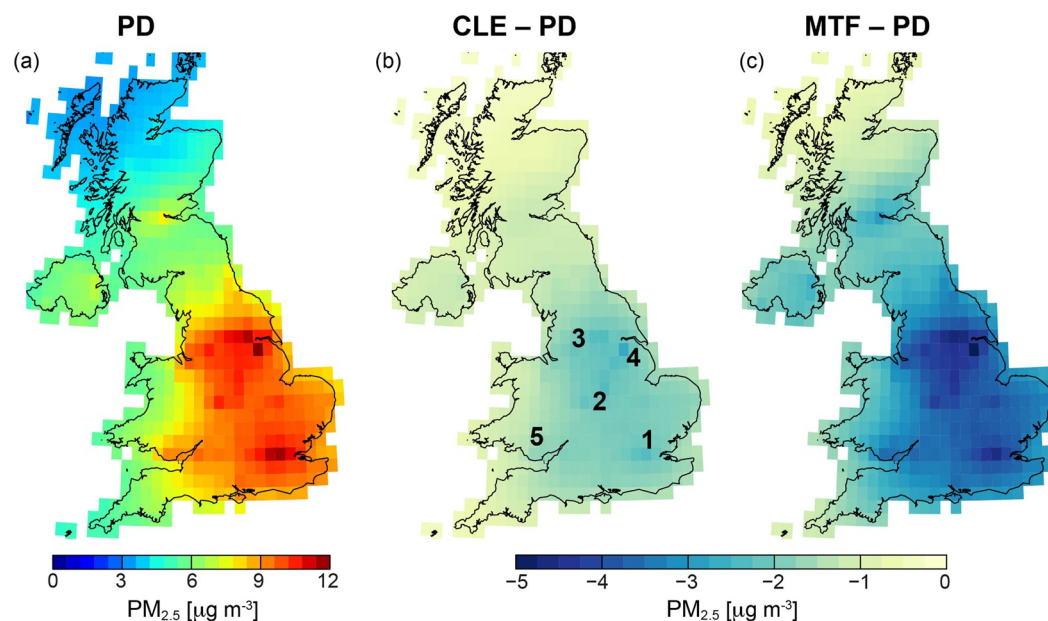 PD CLE – PD MTF – PD
(a) (b) (c)
3
4
2
5 1
0 3 6 9 12 −5 −4 −3 −2 −1 0
PM2.5 [µg m-3] PM2.5 [µg m-3]